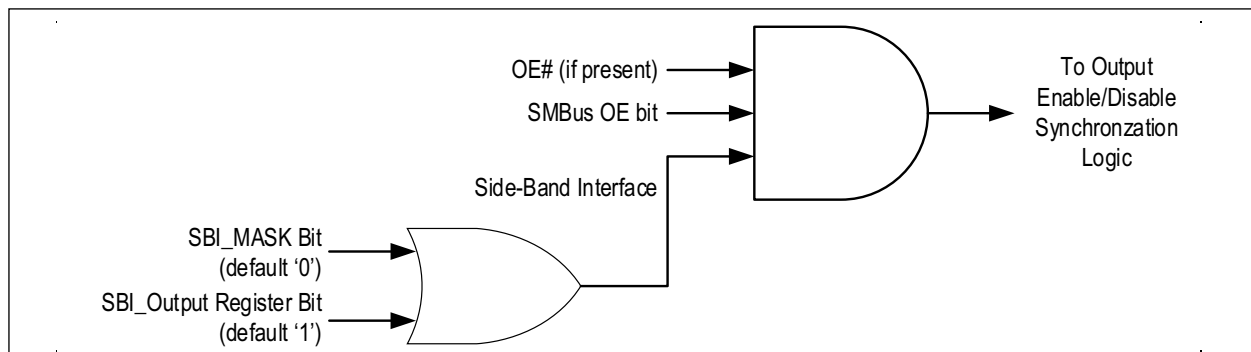 OE# (if present)
SMBus OE bit
To Output
Enable/Disable
Synchronzation
Logic
Side-Band Interface
SBI_MASK Bit
(default ‘0’)
SBI_Output Register Bit
(default ‘1’)